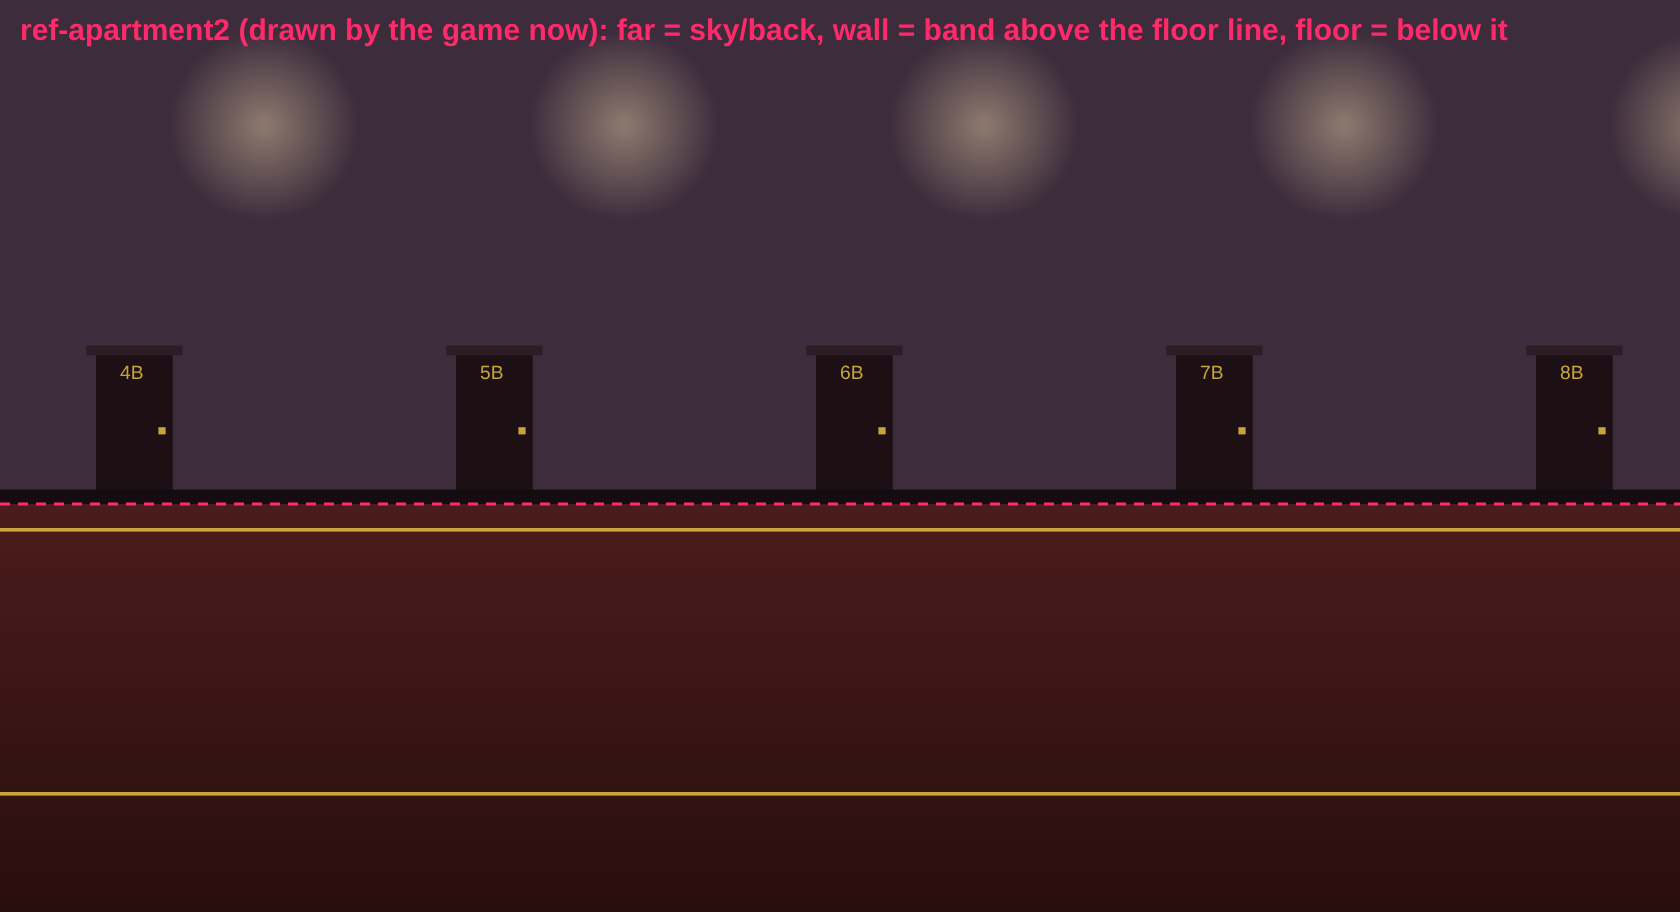 ref-apartment2 (drawn by the game now): far = sky/back, wall = band above the floor line, floor = below it
4B 5B 6B 7B 8B